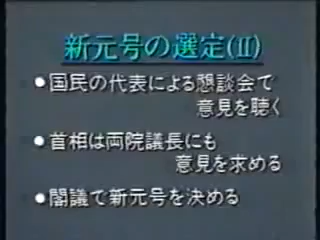 新元号の選定(II)
●国民の代表による懇談会で
意見を聴く
●首相は両院議長にも
意見を求める
●閣議で新元号を決める